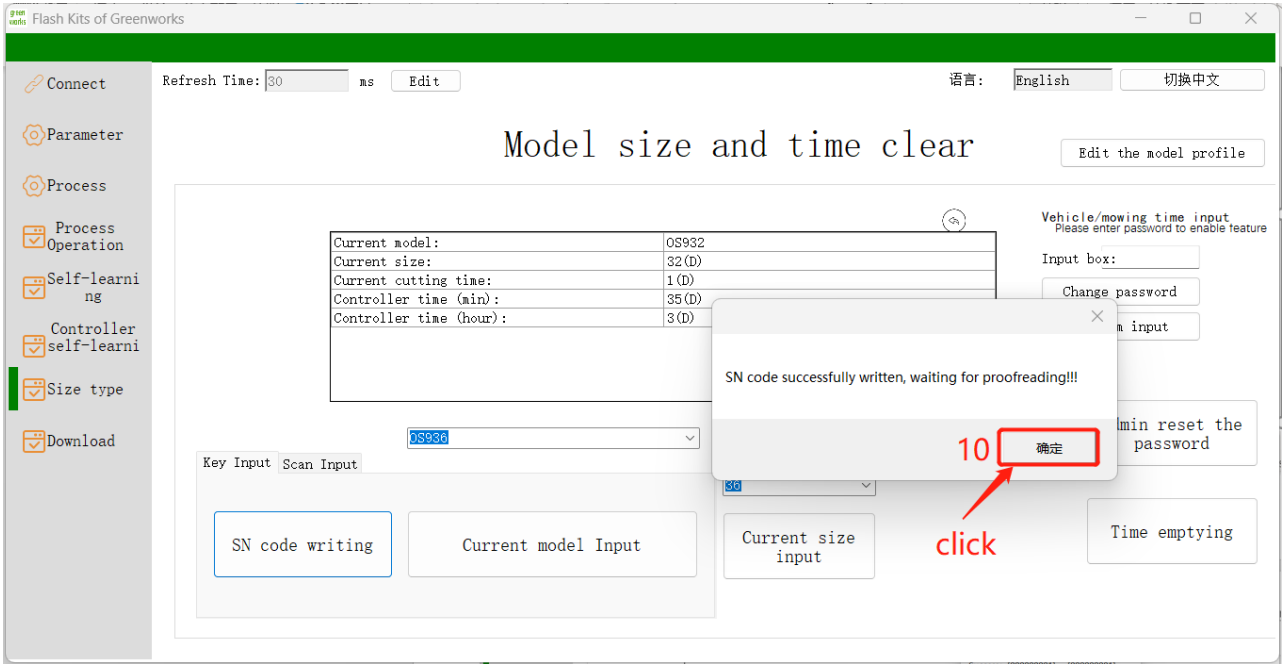 green
works
Flash Kits of Greenworks
Connect
Refresh Time: 30 ms Edit
语言: English 切换中文
Parameter
Model size and time clear
Edit the model profile
Process
Process
Operation
Vehicle/mowing time input
Please enter password to enable feature
Current model: OS932
Current size: 32(D)
Current cutting time: 1(D)
Controller time (min): 35(D)
Controller time (hour): 3(D)
Input box:
Change password
input
Self-learni
ng
Controller
self-learni
SN code successfully written, waiting for proofreading!!!
10 确定
click
Size type
Download
OS936
min reset the
password
Key Input Scan Input
36
SN code writing
Current model Input
Current size
input
Time emptying